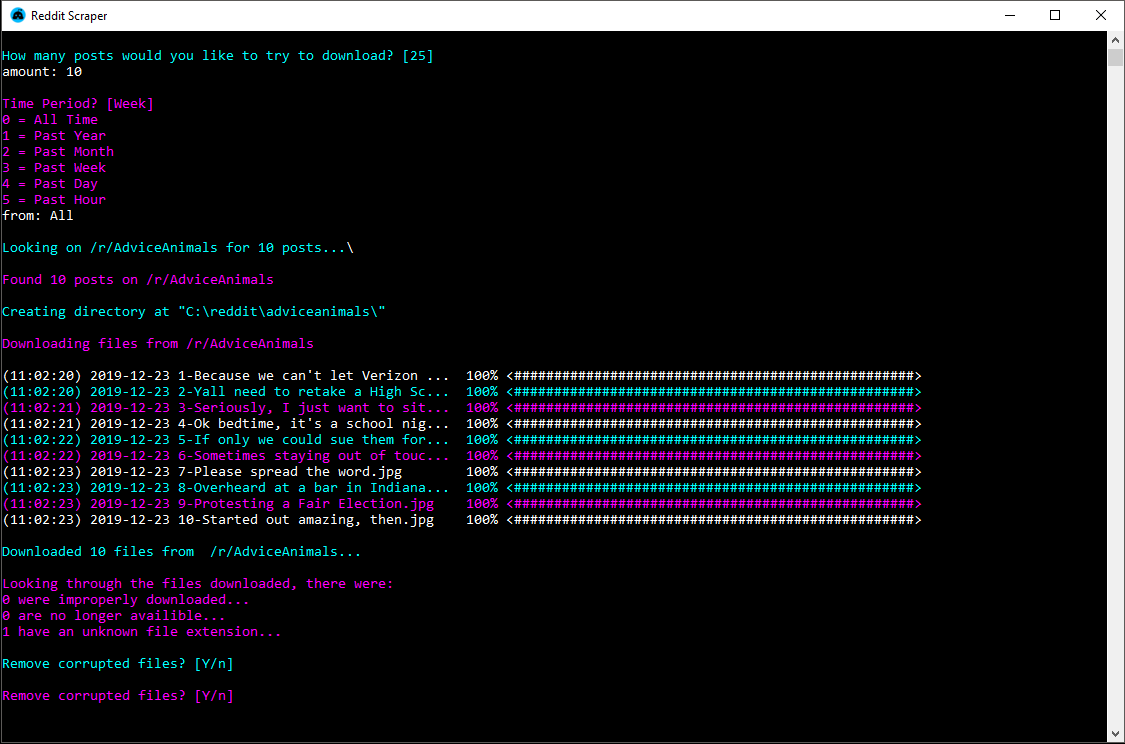 Reddit Scraper
How many posts would you like to try to download? [25]
amount: 10
Time Period? [Week]
0 = All Time
1 = Past Year
2 = Past Month
3 = Past Week
4 = Past Day
5 = Past Hour
from: All
Looking on /r/AdviceAnimals for 10 posts...\
Found 10 posts on /r/AdviceAnimals
Creating directory at "C:\reddit\adviceanimals\"
Downloading files from /r/AdviceAnimals
(11:02:20) 2019-12-23 1-Because we can't let Verizon ...  100% <##################################################>
(11:02:20) 2019-12-23 2-Yall need to retake a High Sc...  100% <##################################################>
(11:02:21) 2019-12-23 3-Seriously, I just want to sit...  100% <##################################################>
(11:02:21) 2019-12-23 4-Ok bedtime, it's a school nig...  100% <##################################################>
(11:02:22) 2019-12-23 5-If only we could sue them for...  100% <##################################################>
(11:02:22) 2019-12-23 6-Sometimes staying out of touc...  100% <##################################################>
(11:02:23) 2019-12-23 7-Please spread the word.jpg        100% <##################################################>
(11:02:23) 2019-12-23 8-Overheard at a bar in Indiana...  100% <##################################################>
(11:02:23) 2019-12-23 9-Protesting a Fair Election.jpg    100% <##################################################>
(11:02:23) 2019-12-23 10-Started out amazing, then.jpg    100% <##################################################>
Downloaded 10 files from  /r/AdviceAnimals...
Looking through the files downloaded, there were:
0 were improperly downloaded...
0 are no longer availible...
1 have an unknown file extension...
Remove corrupted files? [Y/n]
Remove corrupted files? [Y/n]